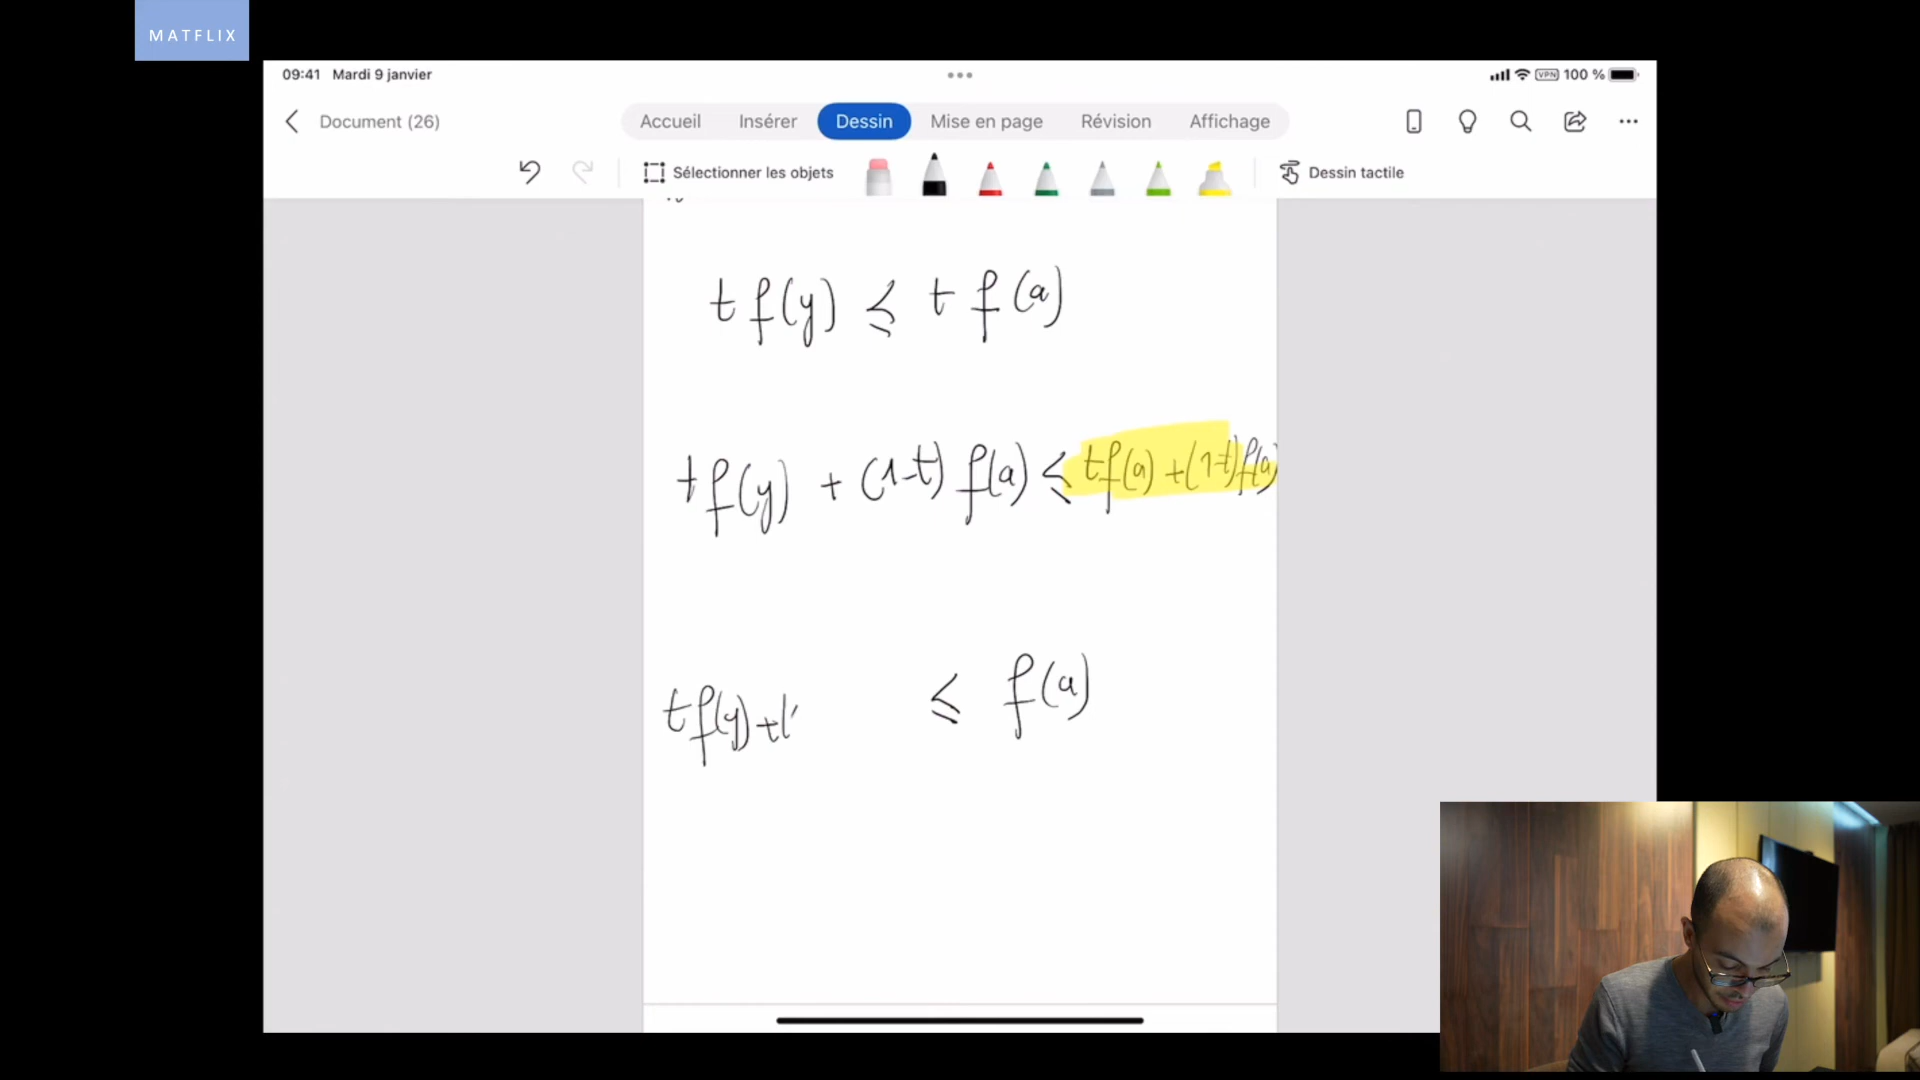 MATFLIX
09:41 Mardi 9 janvier
VPN 100 %
Document (26)
Accueil Insérer Dessin Mise en page Révision Affichage
Sélectionner les objets
Dessin tactile
t f(y) ⩽ t f(a)
t f(y) + (1-t) f(a) ⩽ t f(a) + (1-t) f(a)
t f(y) + ⩽ f(a)